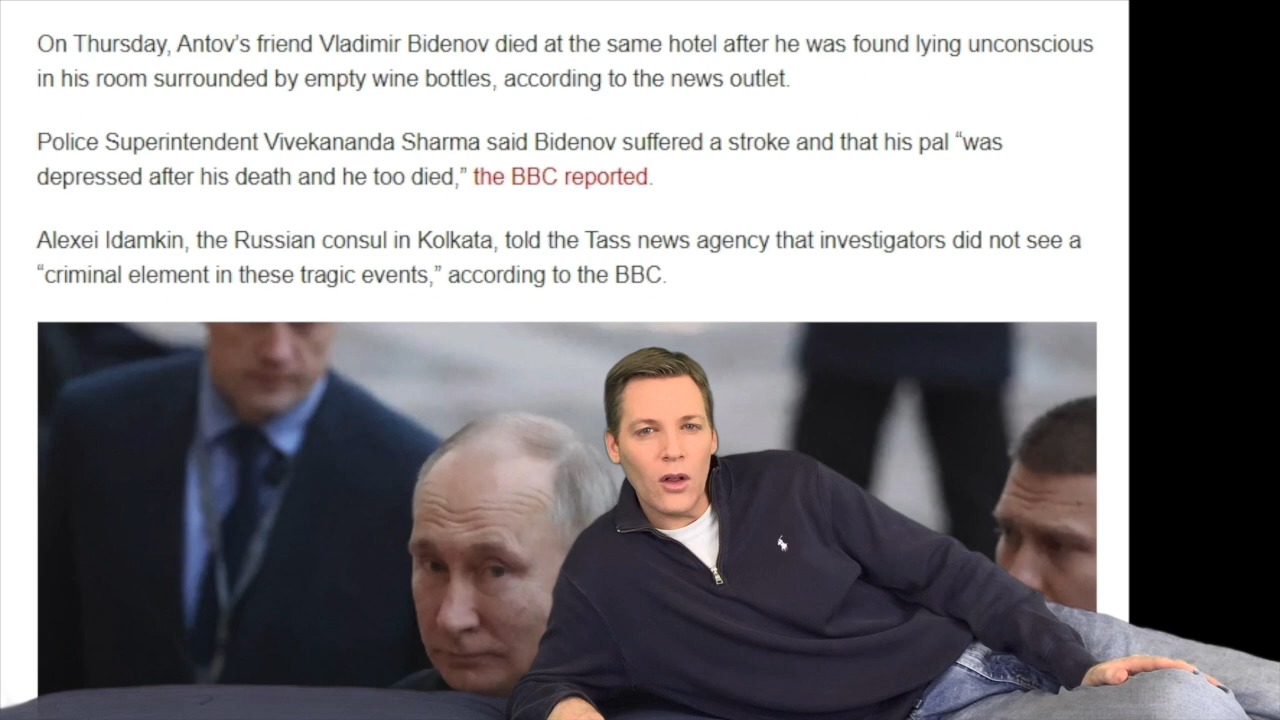 On Thursday, Antov’s friend Vladimir Bidenov died at the same hotel after he was found lying unconscious
in his room surrounded by empty wine bottles, according to the news outlet.
Police Superintendent Vivekananda Sharma said Bidenov suffered a stroke and that his pal “was
depressed after his death and he too died,” the BBC reported.
Alexei Idamkin, the Russian consul in Kolkata, told the Tass news agency that investigators did not see a
“criminal element in these tragic events,” according to the BBC.